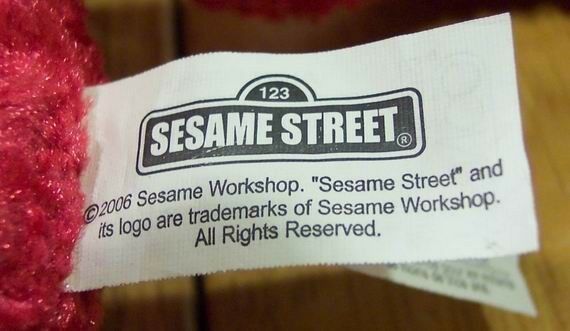 123
SESAME STREET®
©2006 Sesame Workshop. "Sesame Street" and
its logo are trademarks of Sesame Workshop.
All Rights Reserved.